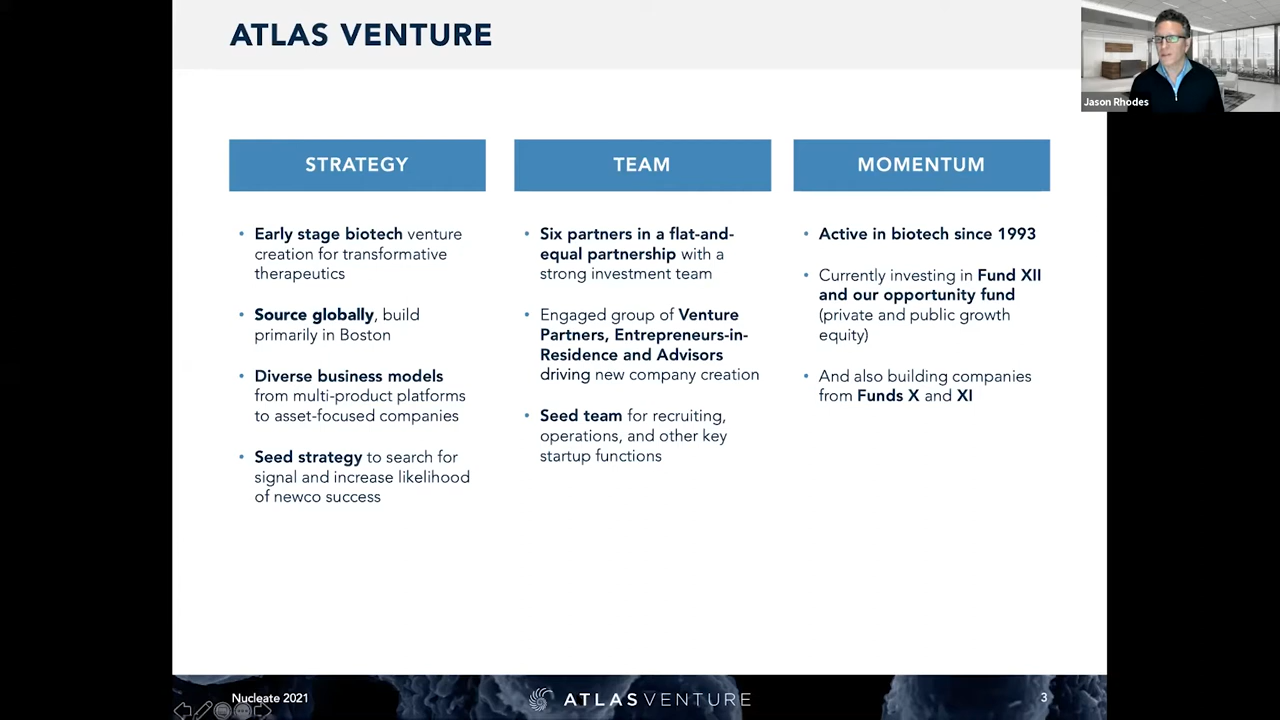 ATLAS VENTURE
Jason Rhodes
STRATEGY
• Early stage biotech venture
creation for transformative
therapeutics
• Source globally, build
primarily in Boston
• Diverse business models
from multi-product platforms
to asset-focused companies
• Seed strategy to search for
signal and increase likelihood
of newco success
TEAM
• Six partners in a flat-and-
equal partnership with a
strong investment team
• Engaged group of Venture
Partners, Entrepreneurs-in-
Residence and Advisors
driving new company creation
• Seed team for recruiting,
operations, and other key
startup functions
MOMENTUM
• Active in biotech since 1993
• Currently investing in Fund XII
and our opportunity fund
(private and public growth
equity)
• And also building companies
from Funds X and XI
Nucleate 2021
ATLAS VENTURE
3